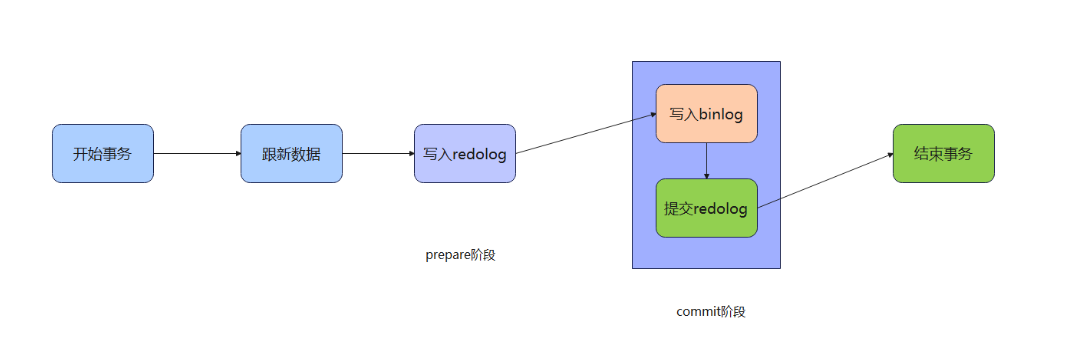 开始事务
跟新数据
写入redolog
写入binlog
提交redolog
结束事务
prepare阶段
commit阶段